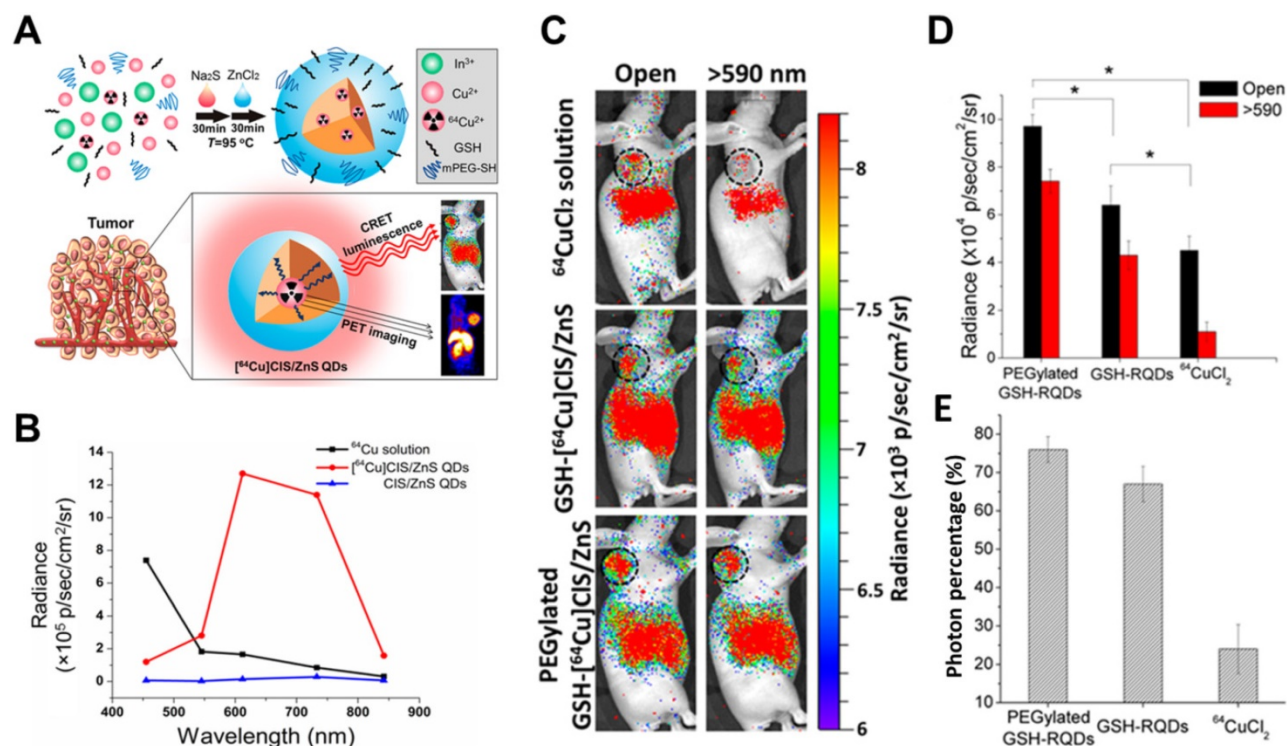 A
Na₂S ZnCl₂
30min 30min
T=95 °C
In³⁺
Cu²⁺
⁶⁴Cu²⁺
GSH
mPEG-SH
Tumor
CRET
luminescence
PET imaging
[⁶⁴Cu]CIS/ZnS QDs
B
⁶⁴Cu solution
[⁶⁴Cu]CIS/ZnS QDs
CIS/ZnS QDs
Radiance
(×10⁵ p/sec/cm²/sr)
14
12
10
8
6
4
2
0
400 500 600 700 800 900
Wavelength (nm)
C
Open >590 nm
⁶⁴CuCl₂ solution
GSH-[⁶⁴Cu]CIS/ZnS
PEGylated
GSH-[⁶⁴Cu]CIS/ZnS
8
7.5
7
6.5
6
Radiance (×10³ p/sec/cm²/sr)
D
Open
>590
* * *
Radiance (×10⁴ p/sec/cm²/sr)
10
8
6
4
2
0
PEGylated
GSH-RQDs
GSH-RQDs
⁶⁴CuCl₂
E
Photon percentage (%)
80
70
60
50
40
30
20
10
PEGylated
GSH-RQDs
GSH-RQDs
⁶⁴CuCl₂